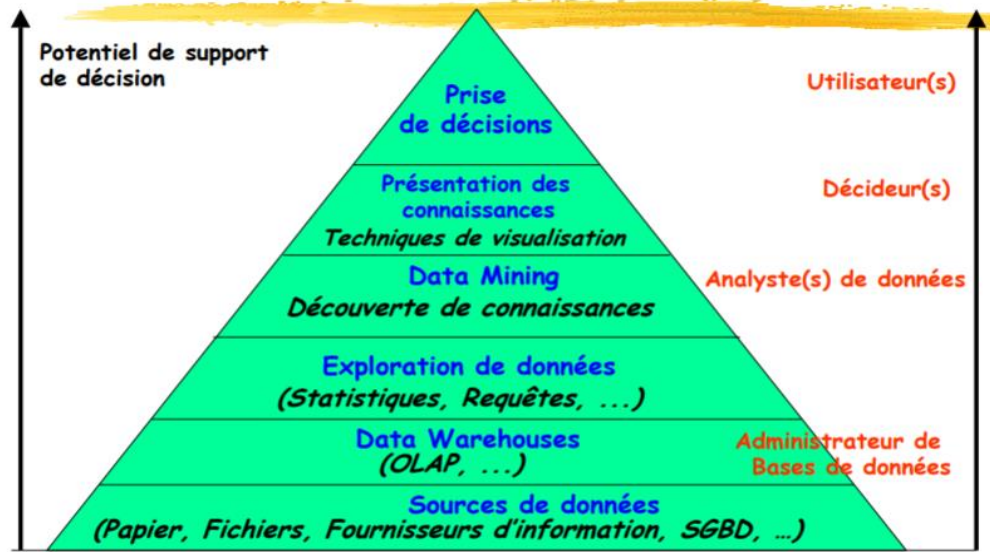 Potentiel de support
de décision
Utilisateur(s)
Prise
de décisions
Présentation des
connaissances
Techniques de visualisation
Décideur(s)
Data Mining
Découverte de connaissances
Analyste(s) de données
Exploration de données
(Statistiques, Requêtes, ...)
Data Warehouses
(OLAP, ...)
Administrateur de
Bases de données
Sources de données
(Papier, Fichiers, Fournisseurs d’information, SGBD, …)